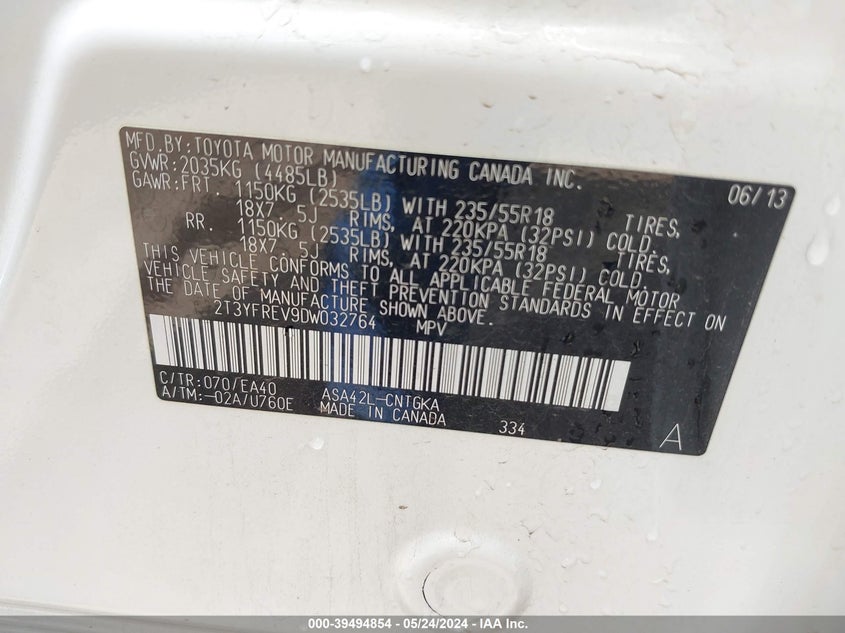 MFD.BY:TOYOTA MOTOR MANUFACTURING CANADA INC. 06/13
GVWR:2035KG (4485LB)
GAWR:FRT. 1150KG (2535LB) WITH 235/55R18 TIRES,
18X7. 5J RIMS, AT 220KPA (32PSI) COLD.
RR. 1150KG (2535LB) WITH 235/55R18 TIRES,
18X7. 5J RIMS, AT 220KPA (32PSI) COLD.
THIS VEHICLE CONFORMS TO ALL APPLICABLE FEDERAL MOTOR
VEHICLE SAFETY AND THEFT PREVENTION STANDARDS IN EFFECT ON
THE DATE OF MANUFACTURE SHOWN ABOVE.
2T3YFREV9DW032764 MPV
C/TR:070/EA40 ASA42L-CNTGKA
A/TM:-02A/U760E MADE IN CANADA 334 A
000-39494854 - 05/24/2024 - IAA Inc.